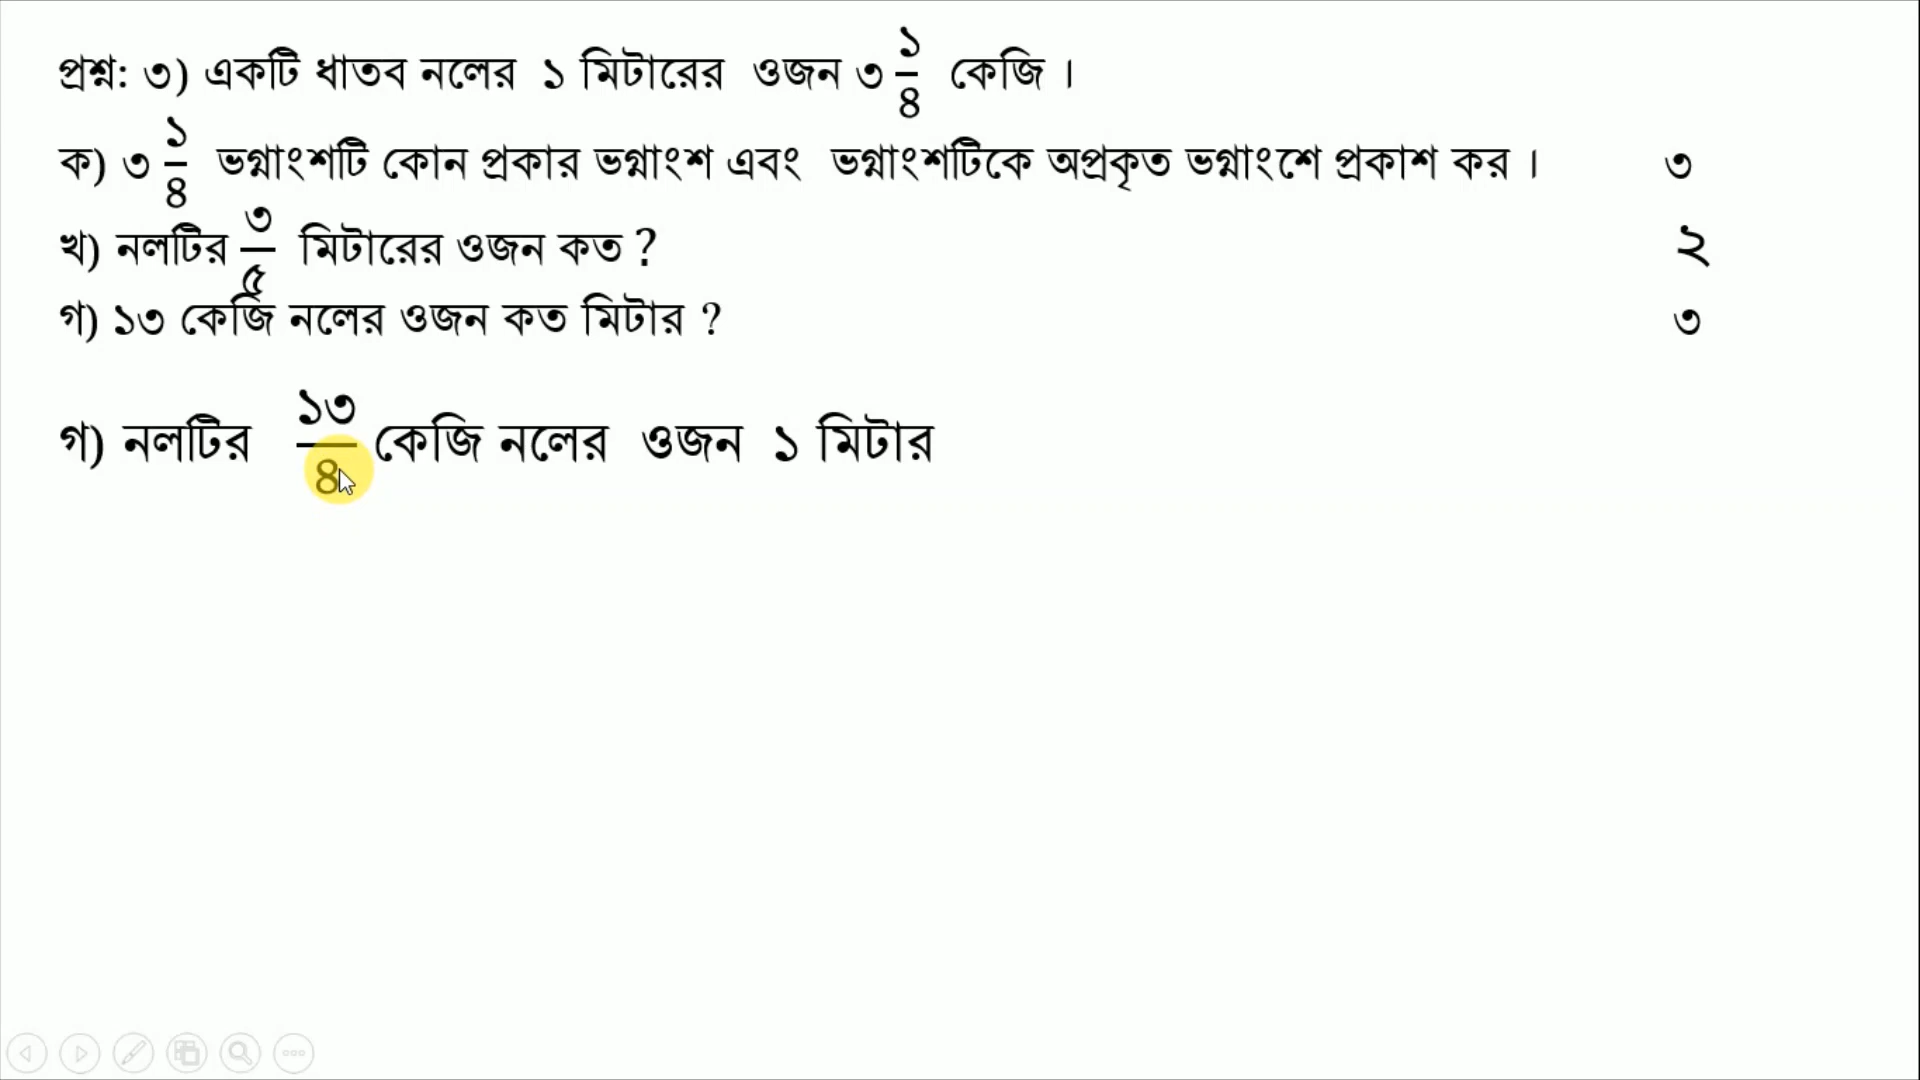 প্রশ্ন: ৩) একটি ধাতব নলের ১ মিটারের ওজন ৩ ১/৪ কেজি ।
ক) ৩ ১/৪ ভগ্নাংশটি কোন প্রকার ভগ্নাংশ এবং ভগ্নাংশটিকে অপ্রকৃত ভগ্নাংশে প্রকাশ কর । ৩
খ) নলটির ৩/৫ মিটারের ওজন কত ? ২
গ) ১৩ কেজি নলের ওজন কত মিটার ? ৩
গ) নলটির ১৩/৪ কেজি নলের ওজন ১ মিটার